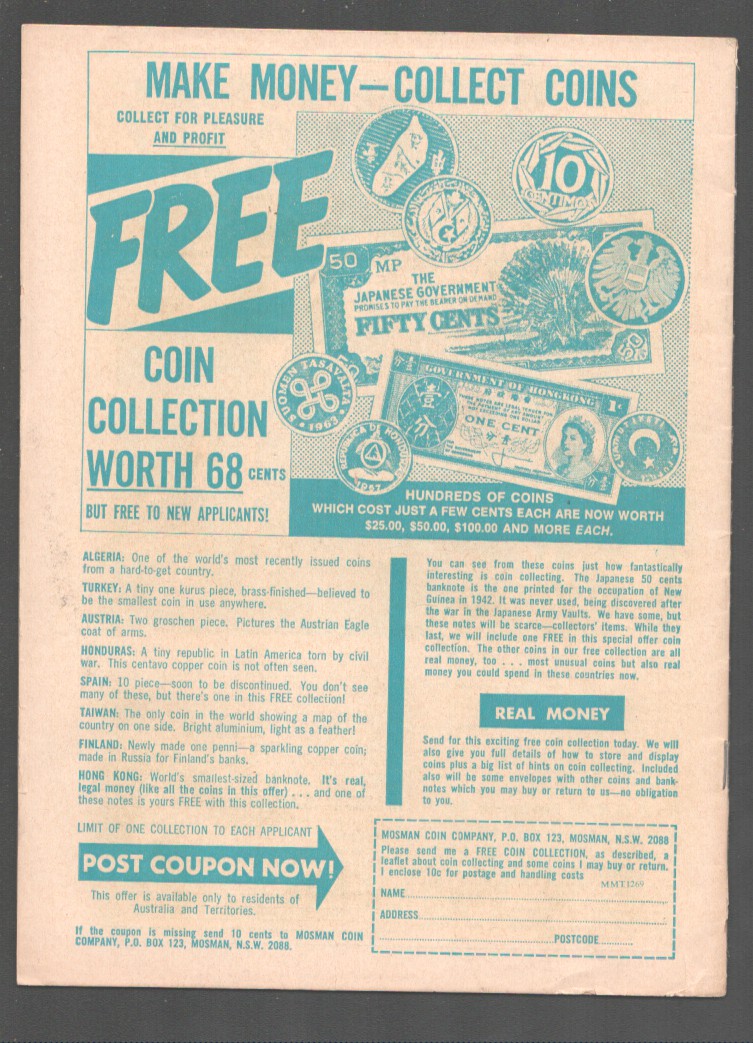 MAKE MONEY—COLLECT COINS
COLLECT FOR PLEASURE
AND PROFIT
FREE
COIN
COLLECTION
WORTH 68 CENTS
BUT FREE TO NEW APPLICANTS!
10
CENTIMOS
50
MP
THE
JAPANESE GOVERNMENT
PROMISES TO PAY THE BEARER ON DEMAND
FIFTY CENTS
50
50
SUOMEN TASAVALTA
1963
REPUBLICA DE
1957
GOVERNMENT OF HONGKONG
1c
壹
分
ONE CENT
HUNDREDS OF COINS
WHICH COST JUST A FEW CENTS EACH ARE NOW WORTH
$25.00, $50.00, $100.00 AND MORE EACH.
ALGERIA: One of the world's most recently issued coins
from a hard-to-get country.
TURKEY: A tiny one kurus piece, brass-finished—believed to
be the smallest coin in use anywhere.
AUSTRIA: Two groschen piece. Pictures the Austrian Eagle
coat of arms.
HONDURAS: A tiny republic in Latin America torn by civil
war. This centavo copper coin is not often seen.
SPAIN: 10 piece—soon to be discontinued. You don't see
many of these, but there's one in this FREE collection!
TAIWAN: The only coin in the world showing a map of the
country on one side. Bright aluminium, light as a feather!
FINLAND: Newly made one penni—a sparkling copper coin;
made in Russia for Finland's banks.
HONG KONG: World's smallest-sized banknote. It's real,
legal money (like all the coins in this offer) . . . and one of
these notes is yours FREE with this collection.
You can see from these coins just how fantastically
interesting is coin collecting. The Japanese 50 cents
banknote is the one printed for the occupation of New
Guinea in 1942. It was never used, being discovered after
the war in the Japanese Army Vaults. We have some, but
these notes will be scarce—collectors' items. While they
last, we will include one FREE in this special offer coin
collection. The other coins in our free collection are all
real money, too . . . most unusual coins but also real
money you could spend in these countries now.
REAL MONEY
Send for this exciting free coin collection today. We will
also give you full details of how to store and display
coins plus a big list of hints on coin collecting. Included
also will be some envelopes with other coins and bank-
notes which you may buy or return to us—no obligation
to you.
LIMIT OF ONE COLLECTION TO EACH APPLICANT
POST COUPON NOW!
This offer is available only to residents of
Australia and Territories.
If the coupon is missing send 10 cents to MOSMAN COIN
COMPANY, P.O. BOX 123, MOSMAN, N.S.W. 2088.
MOSMAN COIN COMPANY, P.O. BOX 123, MOSMAN, N.S.W. 2088
Please send me a FREE COIN COLLECTION, as described, a
leaflet about coin collecting and some coins I may buy or return.
I enclose 10c for postage and handling costs
MMT1269
NAME
ADDRESS
POSTCODE